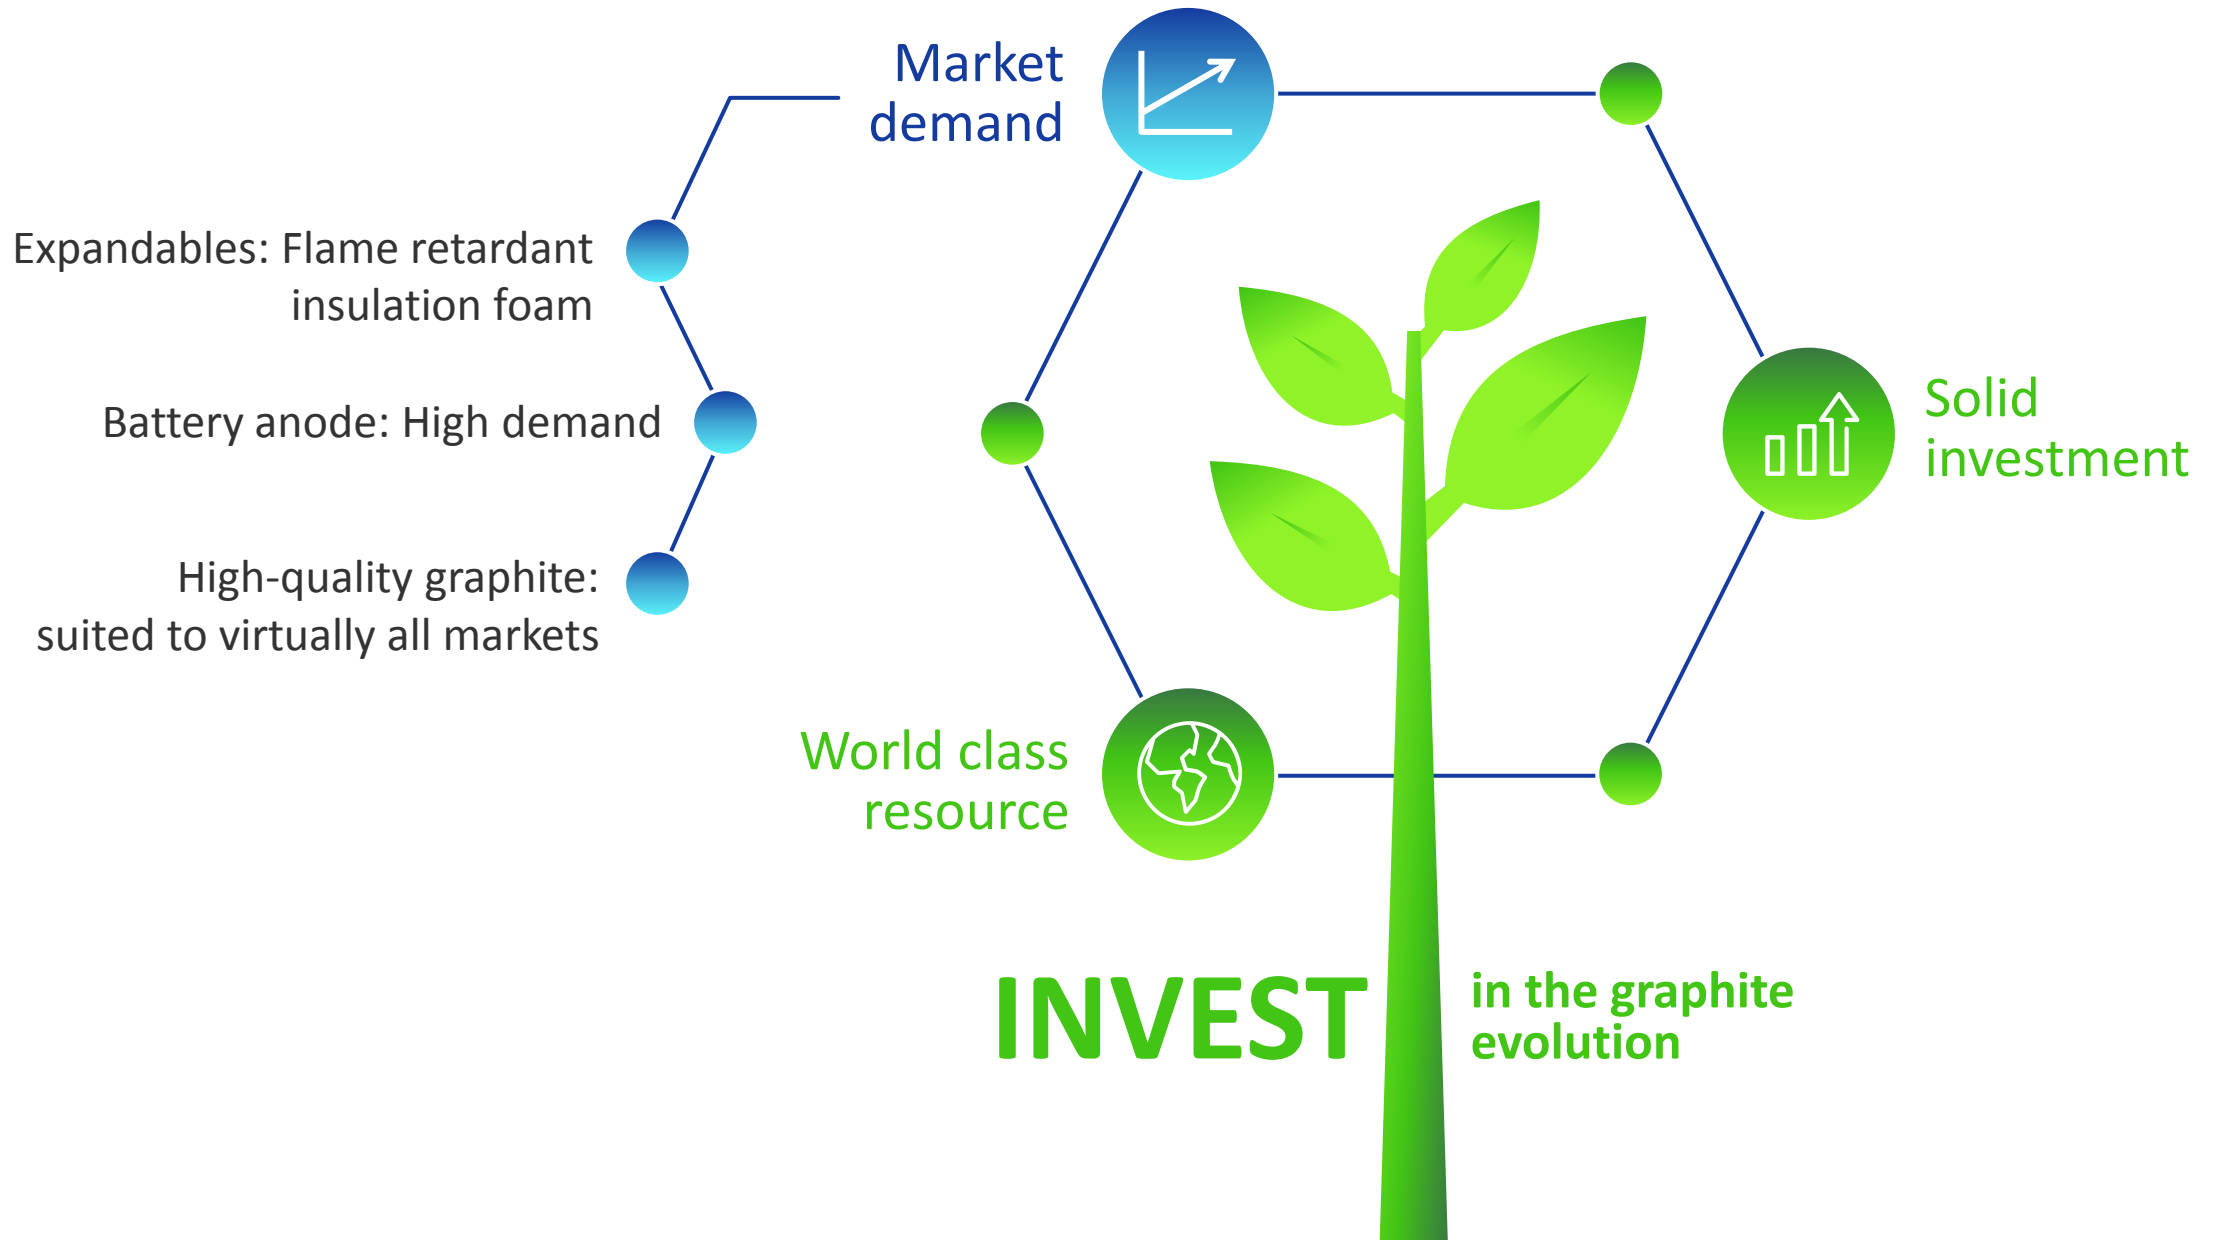 Market
demand
Expandables: Flame retardant
insulation foam
Battery anode: High demand
High-quality graphite:
suited to virtually all markets
Solid
investment
World class
resource
INVEST
in the graphite
evolution